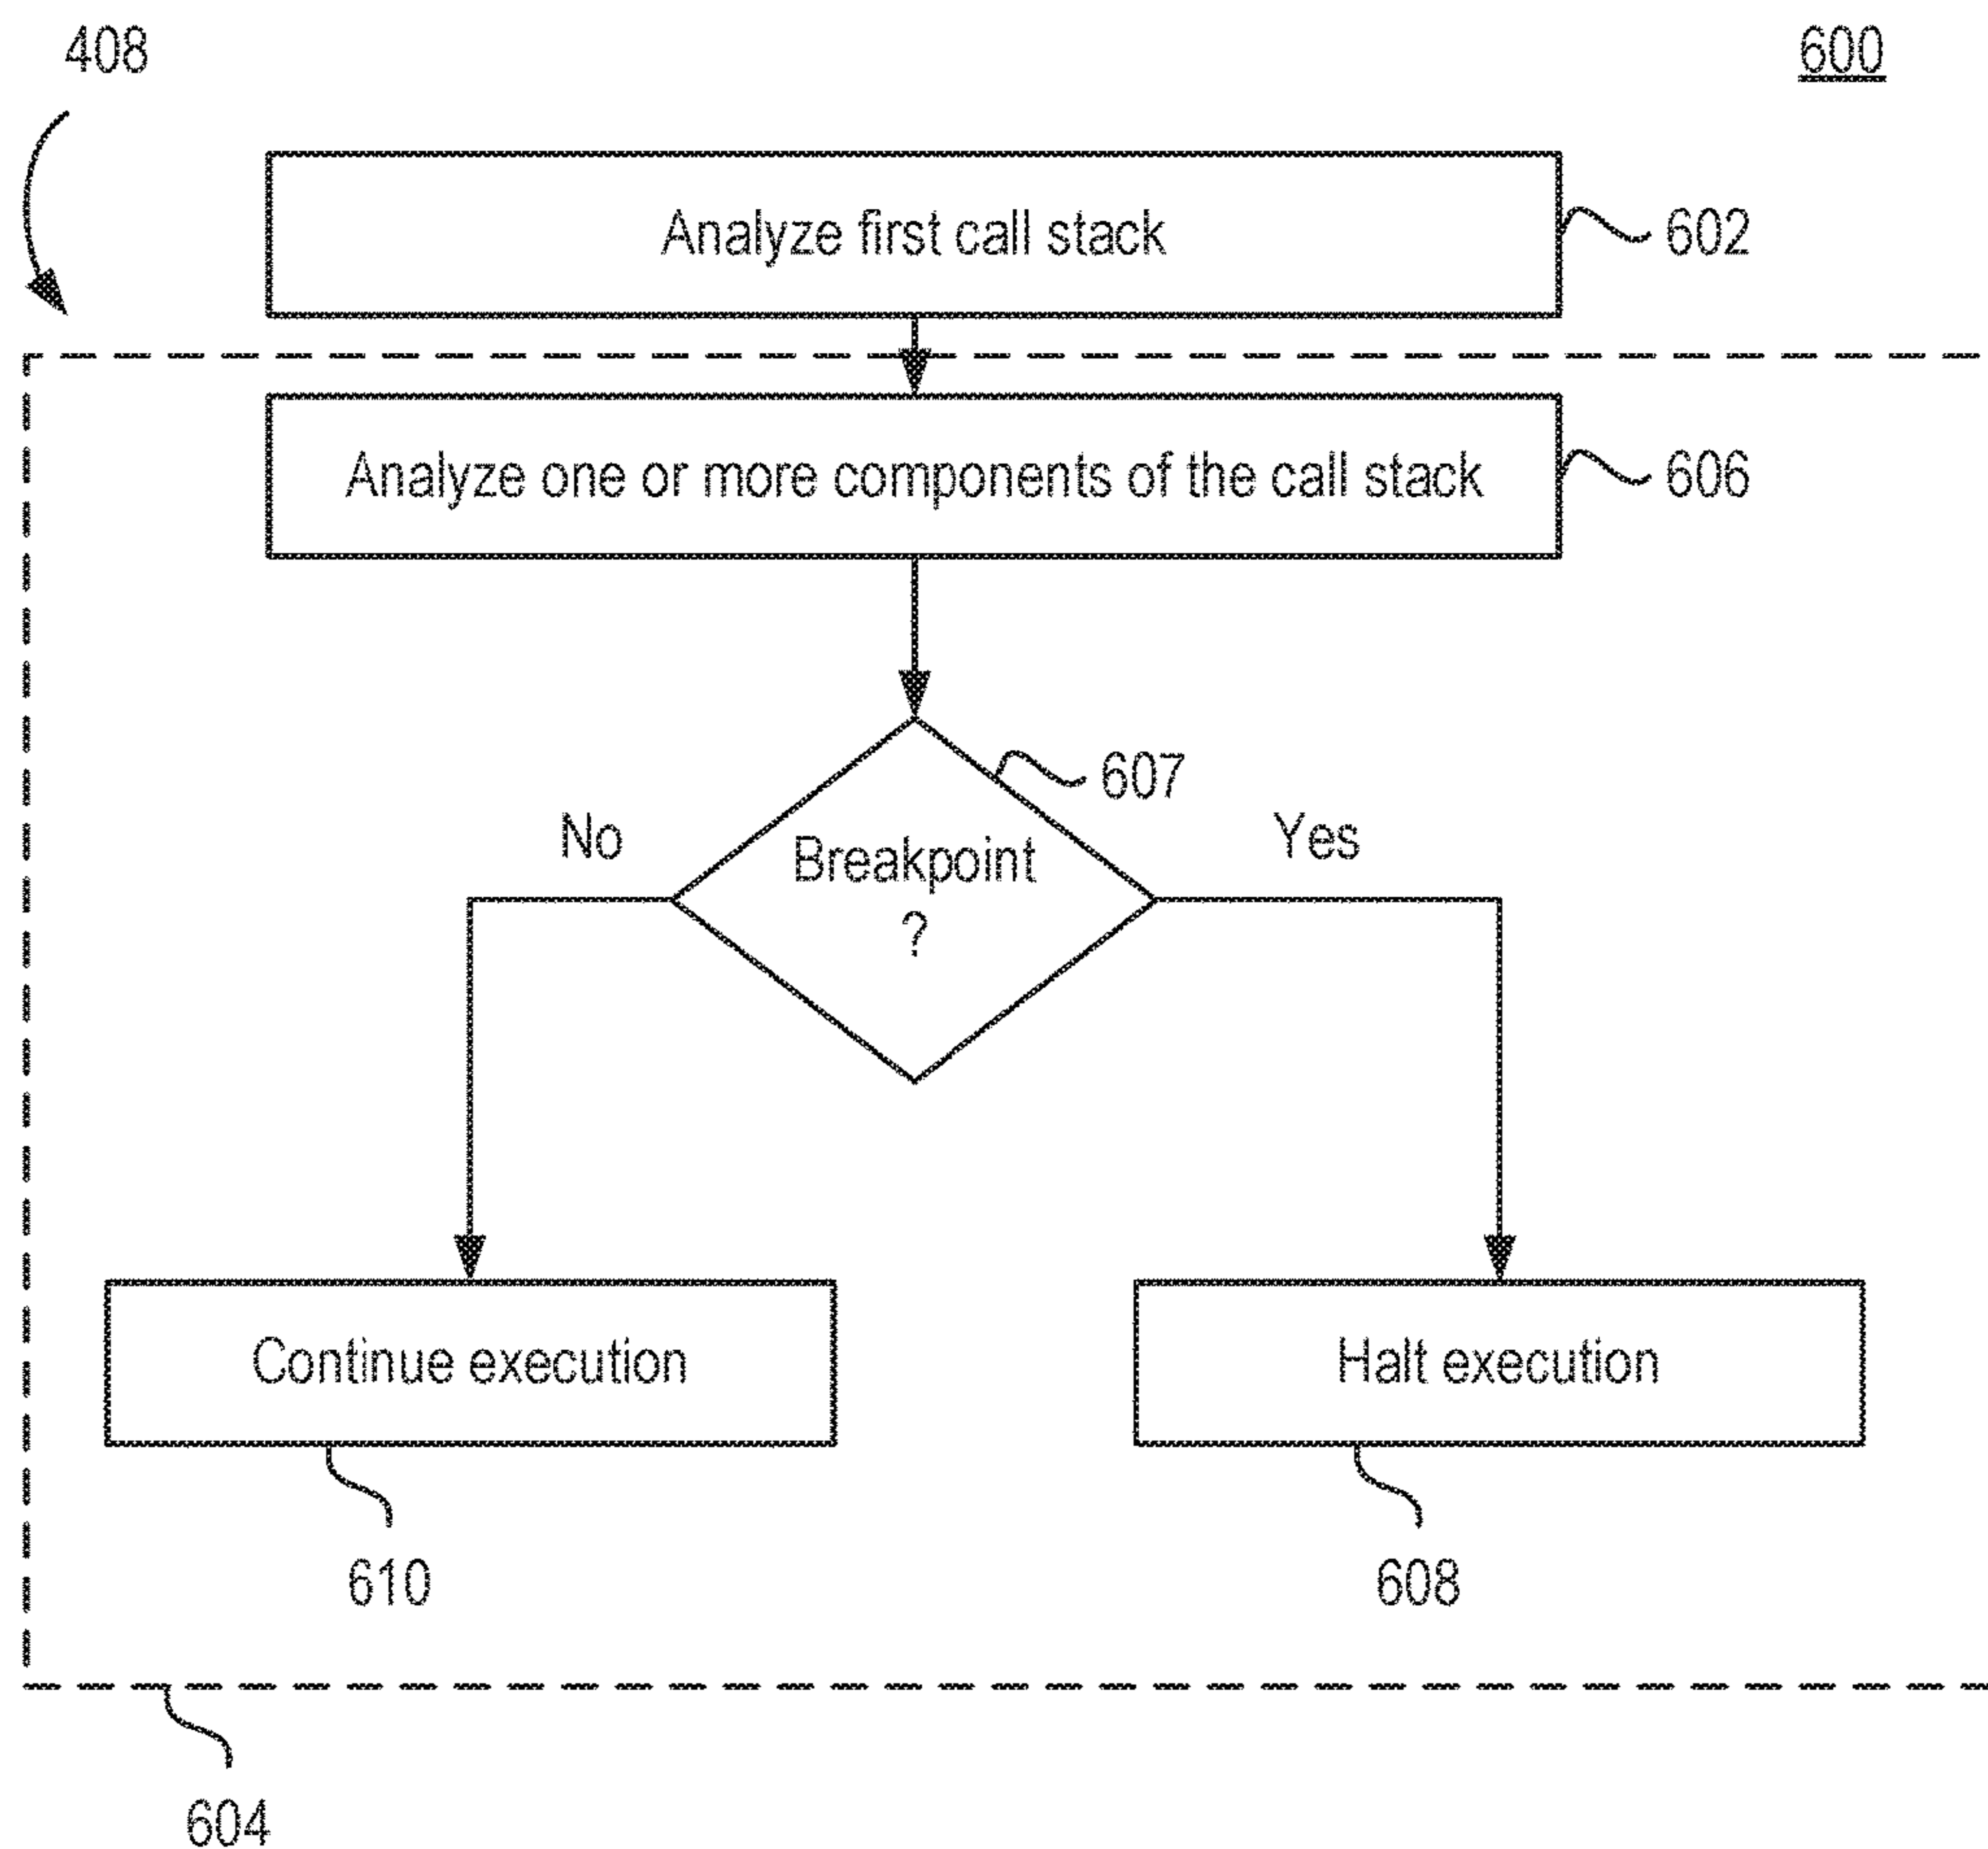 408
600
Analyze first call stack
602
Analyze one or more components of the call stack
606
607
No
Yes
Breakpoint
?
Continue execution
Halt execution
610
608
604